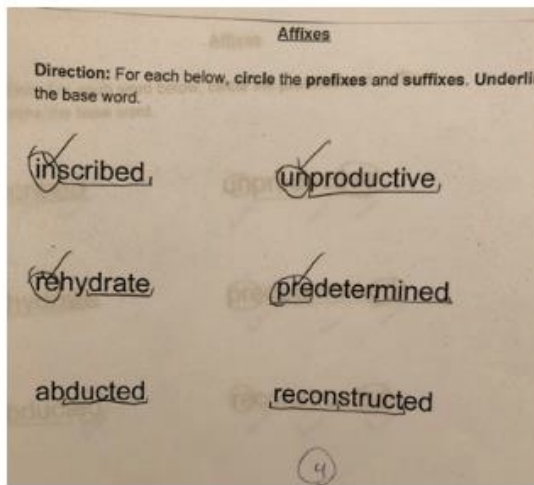 Affixes
Direction: For each below, circle the prefixes and suffixes. Underli
the base word.
inscribed, unproductive,
rehydrate predetermined
abducted reconstructed
4